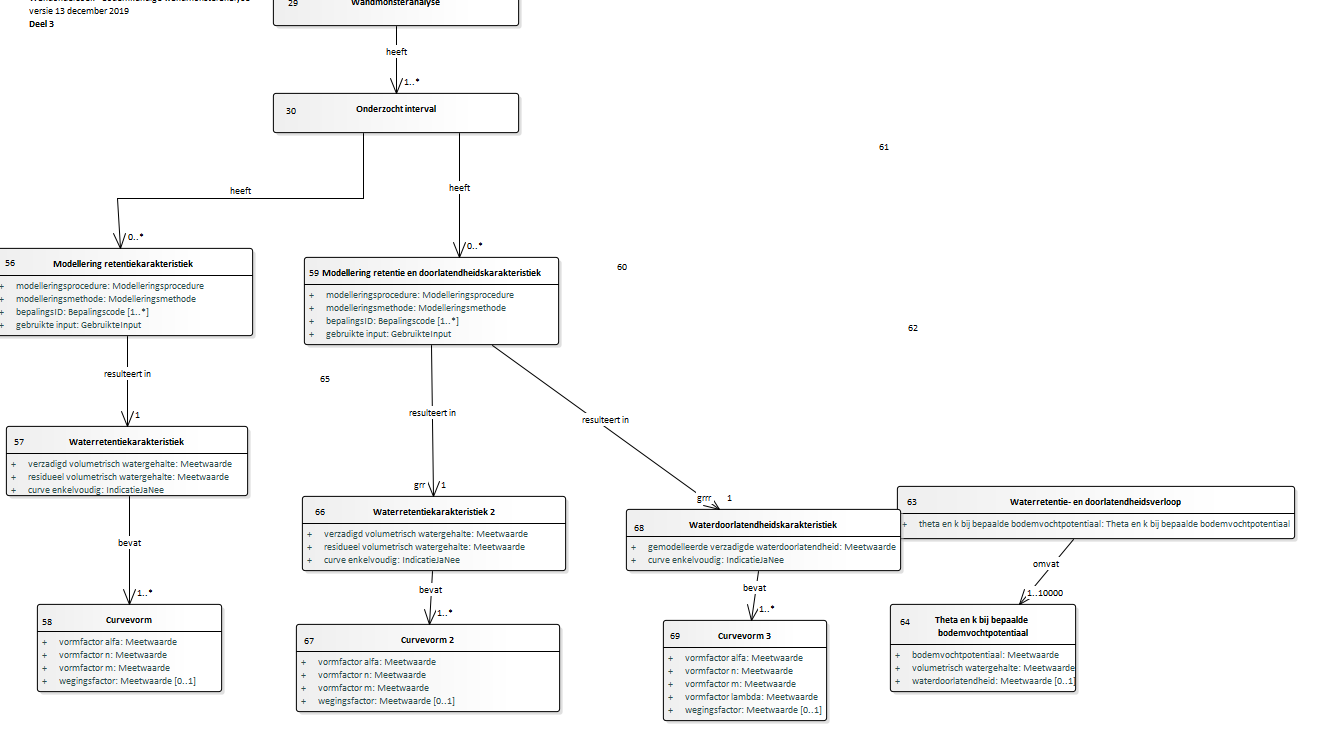 versie 13 december 2019
Deel 3
29
Wandmonsteranalyse
heeft
1..*
30
Onderzocht interval
61
heeft
heeft
0..*
0..*
56
Modellering retentiekarakteristiek
+ modelleringsprocedure: Modelleringsprocedure
+ modelleringsmethode: Modelleringsmethode
+ bepalingsID: Bepalingscode [1..*]
+ gebruikte input: GebruikteInput
59 Modellering retentie en doorlatendheidskarakteristiek
+ modelleringsprocedure: Modelleringsprocedure
+ modelleringsmethode: Modelleringsmethode
+ bepalingsID: Bepalingscode [1..*]
+ gebruikte input: GebruikteInput
60
62
65
resulteert in
1
resulteert in
resulteert in
57
Waterretentiekarakteristiek
+ verzadigd volumetrisch watergehalte: Meetwaarde
+ residueel volumetrisch watergehalte: Meetwaarde
+ curve enkelvoudig: IndicatieJaNee
grr 1
grrr 1
66
Waterretentiekarakteristiek 2
+ verzadigd volumetrisch watergehalte: Meetwaarde
+ residueel volumetrisch watergehalte: Meetwaarde
+ curve enkelvoudig: IndicatieJaNee
68
Waterdoorlatendheidskarakteristiek
+ gemodelleerde verzadigde waterdoorlatendheid: Meetwaarde
+ curve enkelvoudig: IndicatieJaNee
63
Waterretentie- en doorlatendheidsverloop
+ theta en k bij bepaalde bodemvochtpotentiaal: Theta en k bij bepaalde bodemvochtpotentiaal
bevat
1..*
bevat
1..*
bevat
1..*
omvat
1..10000
58
Curvevorm
+ vormfactor alfa: Meetwaarde
+ vormfactor n: Meetwaarde
+ vormfactor m: Meetwaarde
+ wegingsfactor: Meetwaarde [0..1]
67
Curvevorm 2
+ vormfactor alfa: Meetwaarde
+ vormfactor n: Meetwaarde
+ vormfactor m: Meetwaarde
+ wegingsfactor: Meetwaarde [0..1]
69
Curvevorm 3
+ vormfactor alfa: Meetwaarde
+ vormfactor n: Meetwaarde
+ vormfactor m: Meetwaarde
+ vormfactor lambda: Meetwaarde
+ wegingsfactor: Meetwaarde [0..1]
64
Theta en k bij bepaalde
bodemvochtpotentiaal
+ bodemvochtpotentiaal: Meetwaarde
+ volumetrisch watergehalte: Meetwaarde
+ waterdoorlatendheid: Meetwaarde [0..1]